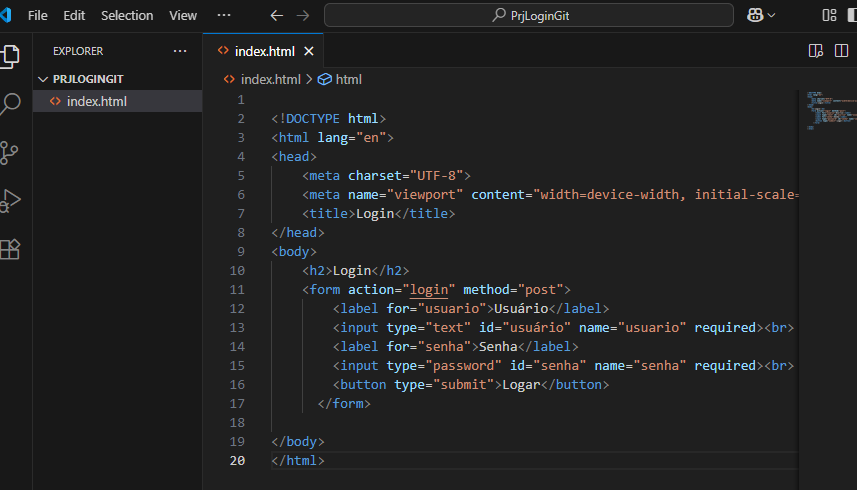 File Edit Selection View ··· PrjLoginGit
EXPLORER ···
index.html
PRJLOGINGIT
index.html
index.html > html
1
2 <!DOCTYPE html>
3 <html lang="en">
4 <head>
5 <meta charset="UTF-8">
6 <meta name="viewport" content="width=device-width, initial-scale=
7 <title>Login</title>
8 </head>
9 <body>
10 <h2>Login</h2>
11 <form action="login" method="post">
12 <label for="usuario">Usuário</label>
13 <input type="text" id="usuário" name="usuario" required><br>
14 <label for="senha">Senha</label>
15 <input type="password" id="senha" name="senha" required><br>
16 <button type="submit">Logar</button>
17 </form>
18
19 </body>
20 </html>